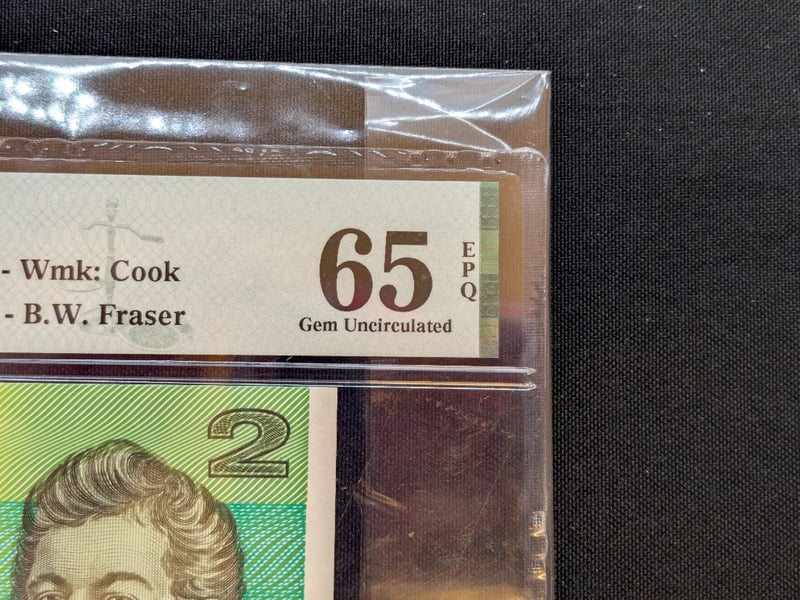 - Wmk: Cook
- B.W. Fraser
65
EPQ
Gem Uncirculated
2